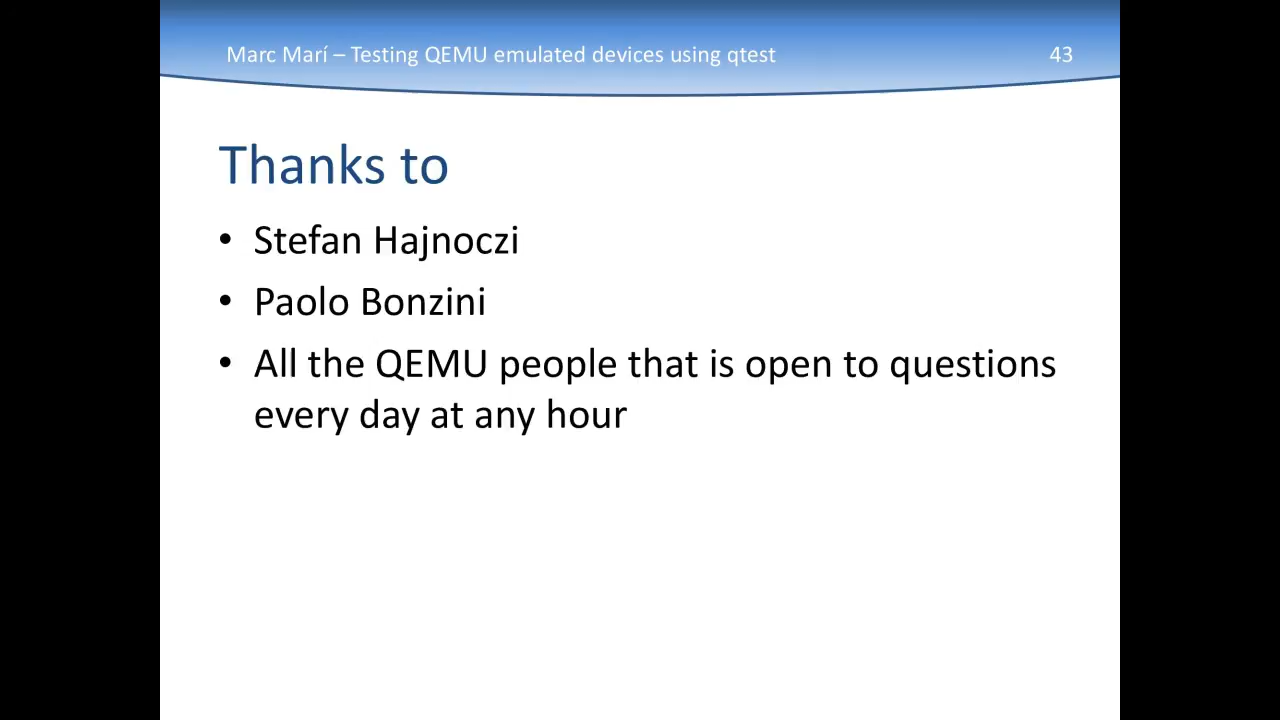 Marc Marí – Testing QEMU emulated devices using qtest 43
Thanks to
• Stefan Hajnoczi
• Paolo Bonzini
• All the QEMU people that is open to questions
every day at any hour